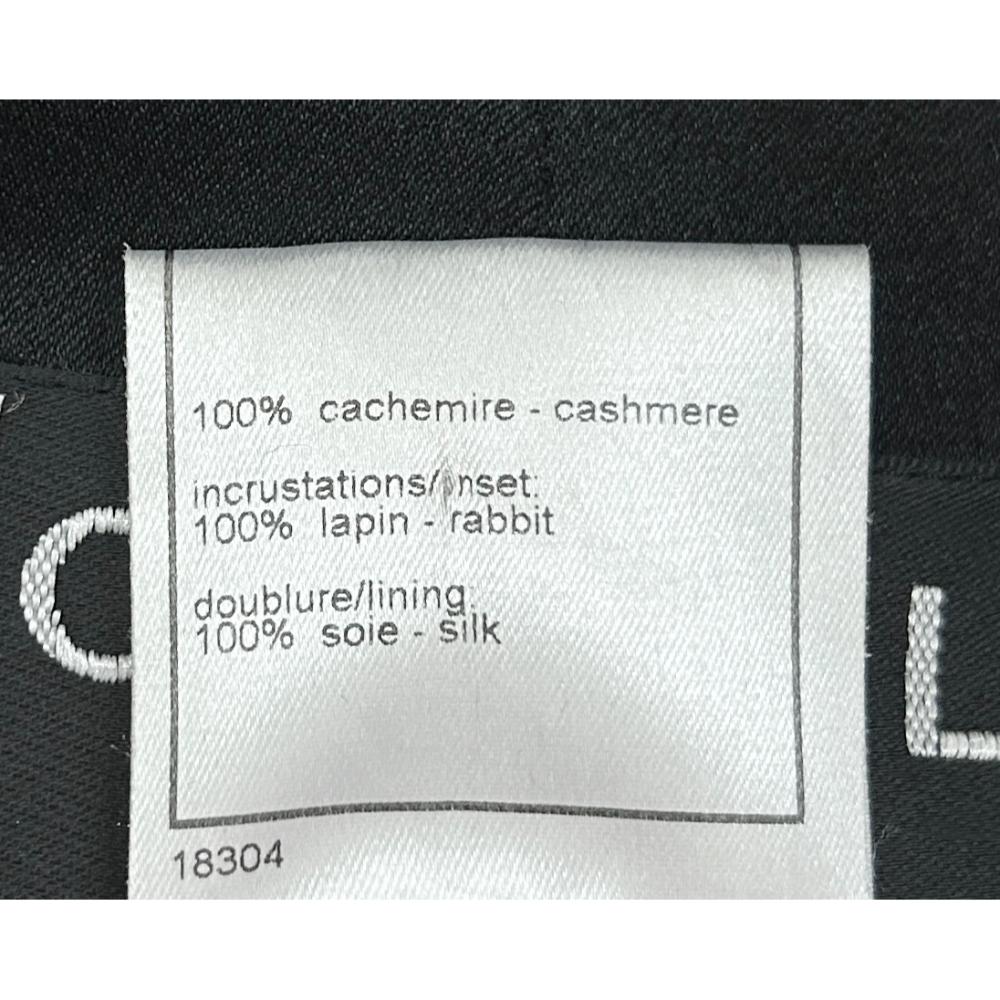 100% cachemire - cashmere
incrustations/inset:
100% lapin - rabbit
doublure/lining:
100% soie - silk
C L
18304